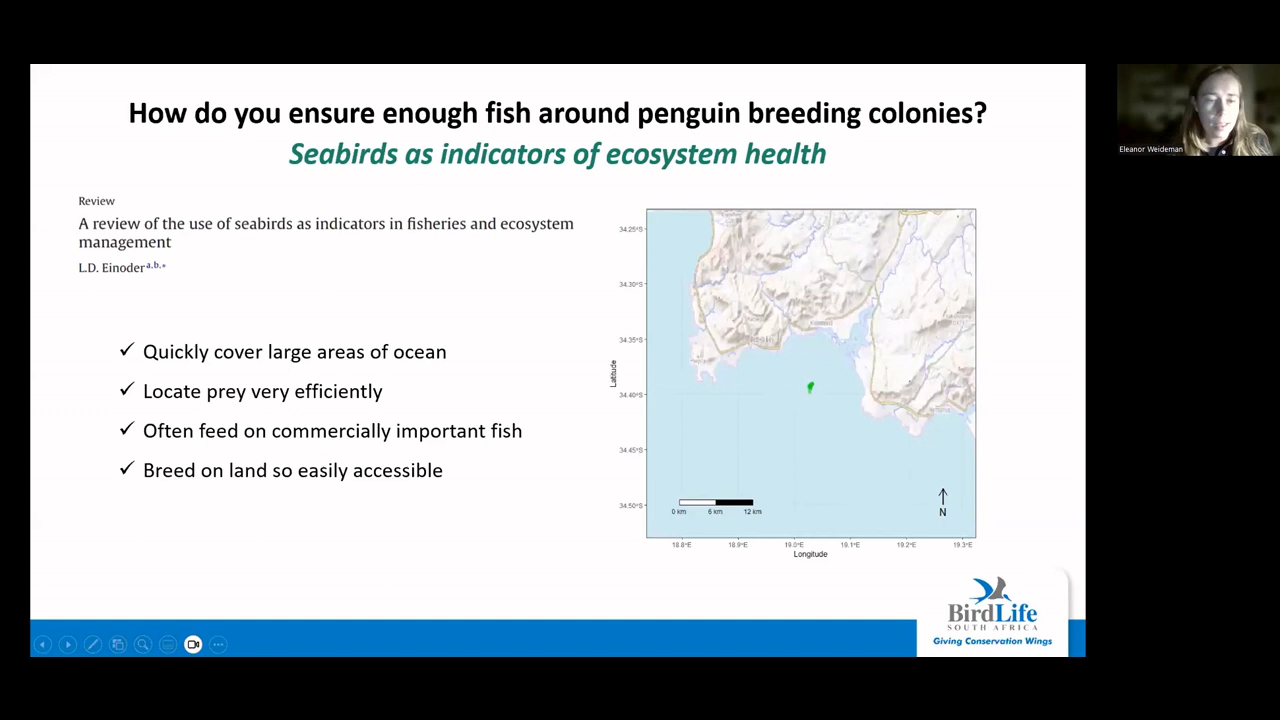 How do you ensure enough fish around penguin breeding colonies?
Seabirds as indicators of ecosystem health
Eleanor Weideman
Review
A review of the use of seabirds as indicators in fisheries and ecosystem
management
L.D. Einoder a,b,*
✓ Quickly cover large areas of ocean
✓ Locate prey very efficiently
✓ Often feed on commercially important fish
✓ Breed on land so easily accessible
34.25°S
34.30°S
34.35°S
34.40°S
34.45°S
34.50°S
Latitude
0 km 6 km 12 km
N
18.8°E 18.9°E 19.0°E 19.1°E 19.2°E 19.3°E
Longitude
BirdLife
SOUTH AFRICA
Giving Conservation Wings